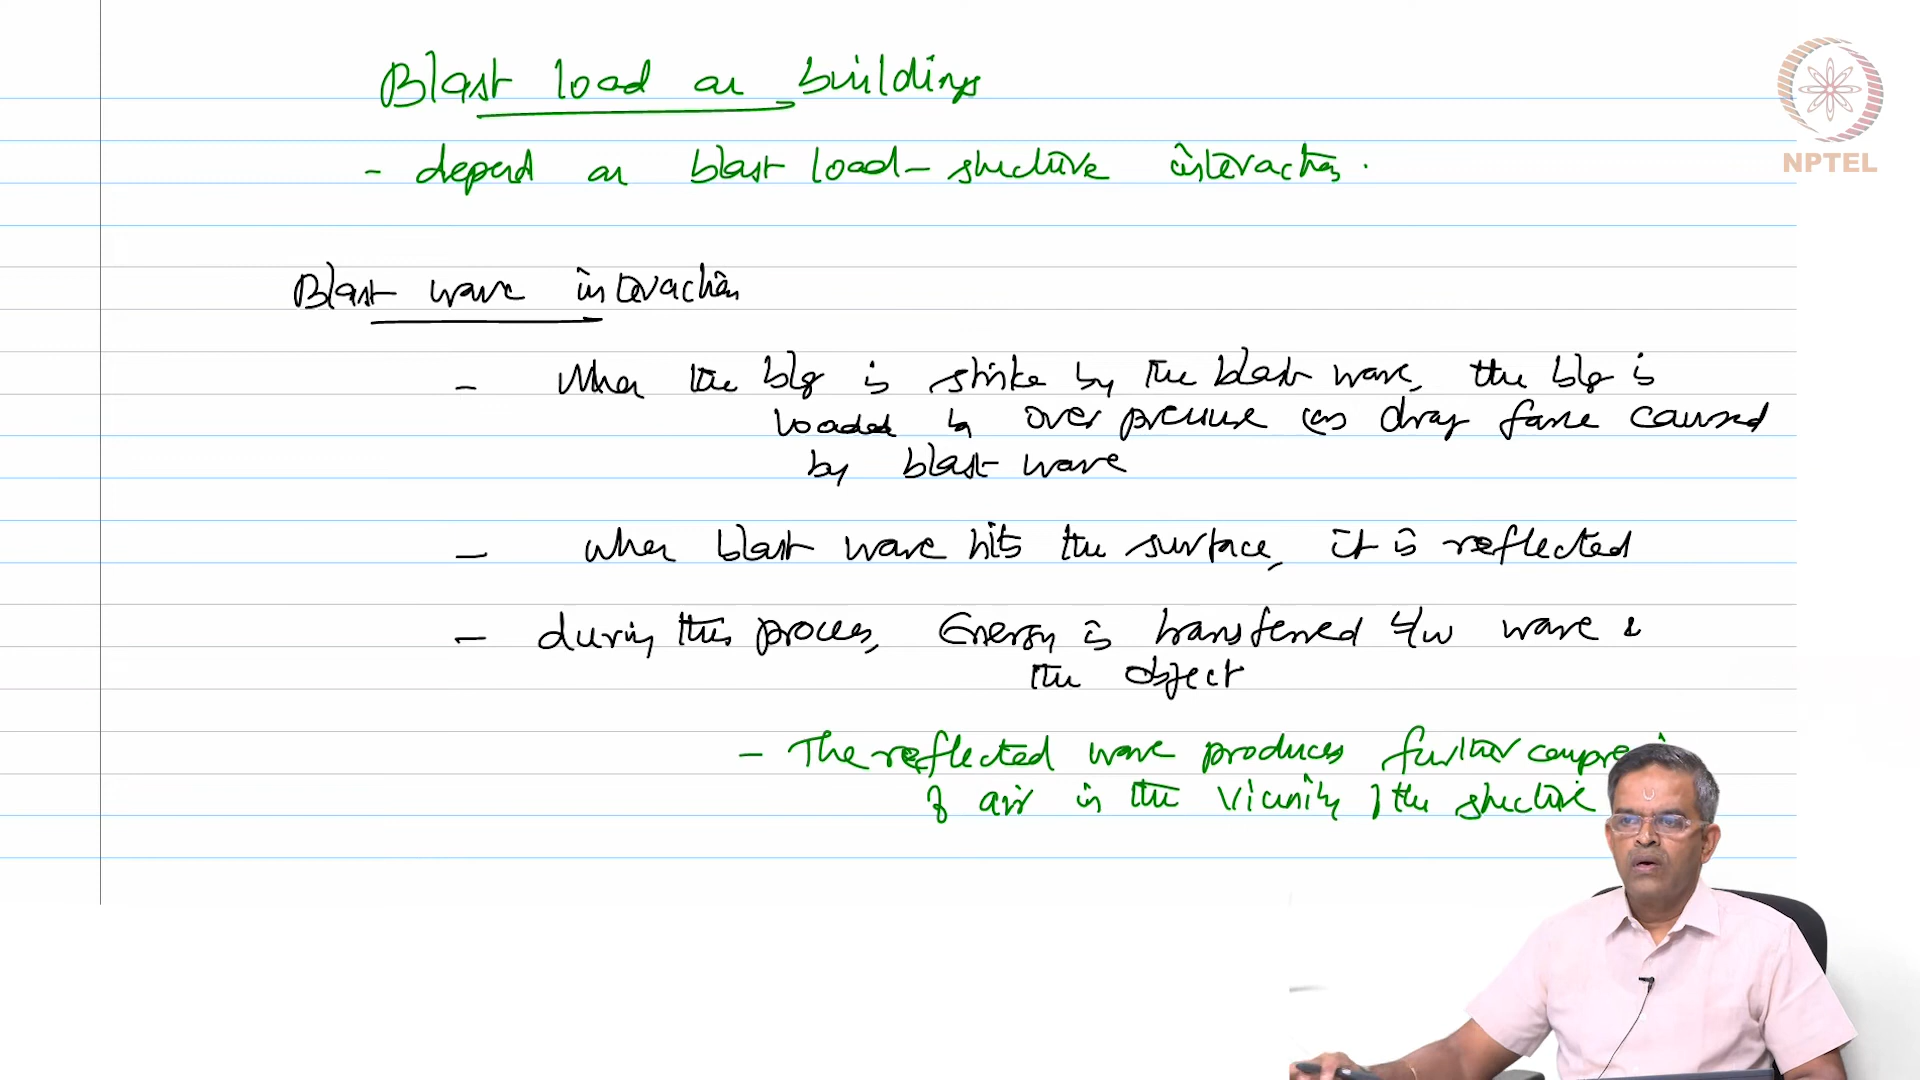 Blast load on buildings
NPTEL
- depend on blast load-structure interaction.
Blast wave interaction
- When the bldg is strike by the blast wave, the bldg is
loaded by over pressure (or) drag force caused
by blast wave
- when blast wave hits the surface, it is reflected
- during this process, Energy is transferred b/w wave &
the object
- The reflected wave produces further
of air in the vicinity of the structure